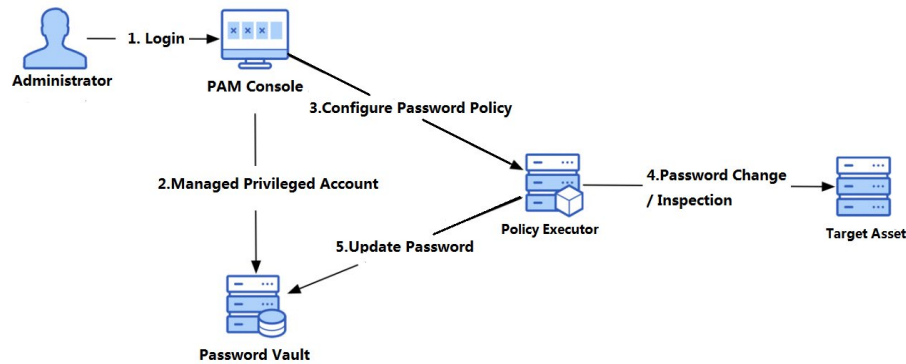 1. Login
Administrator
PAM Console
3.Configure Password Policy
2.Managed Privileged Account
4.Password Change
/ Inspection
Policy Executor
Target Asset
5.Update Password
Password Vault